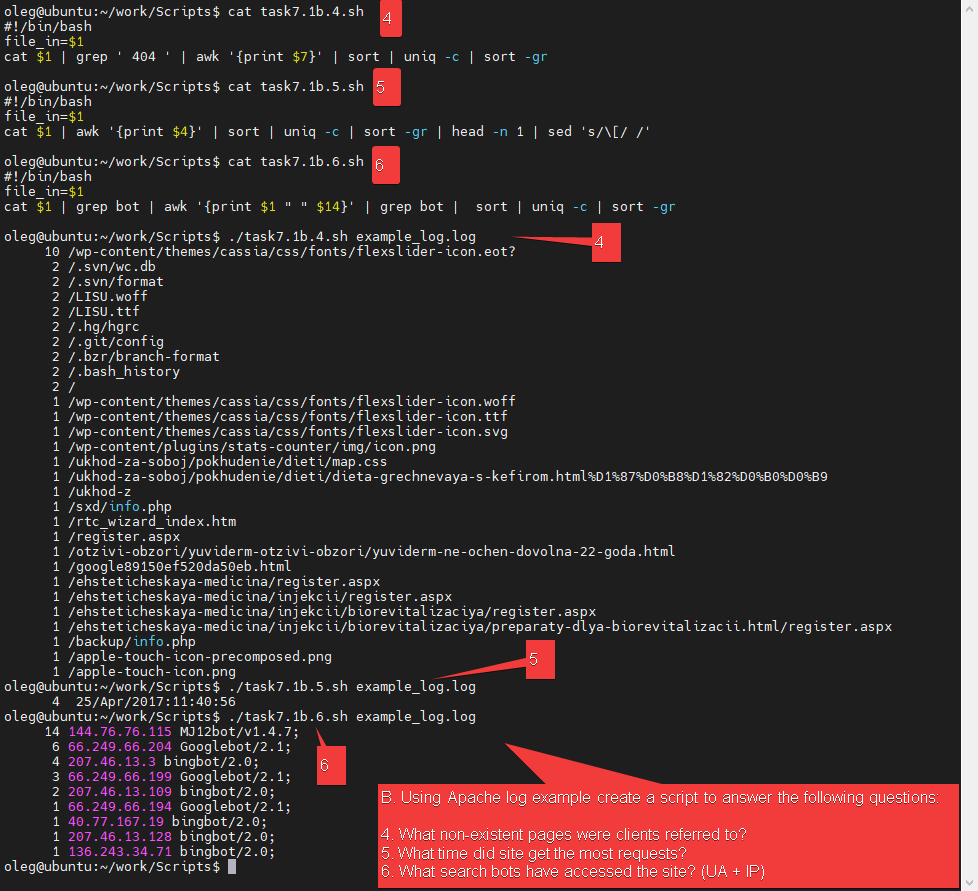 oleg@ubuntu:~/work/Scripts$ cat task7.1b.4.sh 4
#!/bin/bash
file_in=$1
cat $1 | grep ' 404 ' | awk '{print $7}' | sort | uniq -c | sort -gr
oleg@ubuntu:~/work/Scripts$ cat task7.1b.5.sh 5
#!/bin/bash
file_in=$1
cat $1 | awk '{print $4}' | sort | uniq -c | sort -gr | head -n 1 | sed 's/\[/ /'
oleg@ubuntu:~/work/Scripts$ cat task7.1b.6.sh 6
#!/bin/bash
file_in=$1
cat $1 | grep bot | awk '{print $1 " " $14}' | grep bot |  sort | uniq -c | sort -gr
oleg@ubuntu:~/work/Scripts$ ./task7.1b.4.sh example_log.log 4
10 /wp-content/themes/cassia/css/fonts/flexslider-icon.eot?
2 /.svn/wc.db
2 /.svn/format
2 /LISU.woff
2 /LISU.ttf
2 /.hg/hgrc
2 /.git/config
2 /.bzr/branch-format
2 /.bash_history
2 /
1 /wp-content/themes/cassia/css/fonts/flexslider-icon.woff
1 /wp-content/themes/cassia/css/fonts/flexslider-icon.ttf
1 /wp-content/themes/cassia/css/fonts/flexslider-icon.svg
1 /wp-content/plugins/stats-counter/img/icon.png
1 /ukhod-za-soboj/pokhudenie/dieti/map.css
1 /ukhod-za-soboj/pokhudenie/dieti/dieta-grechnevaya-s-kefirom.html%D1%87%D0%B8%D1%82%D0%B0%D0%B9
1 /ukhod-z
1 /sxd/info.php
1 /rtc_wizard_index.htm
1 /register.aspx
1 /otzivi-obzori/yuviderm-otzivi-obzori/yuviderm-ne-ochen-dovolna-22-goda.html
1 /google89150ef520da50eb.html
1 /ehsteticheskaya-medicina/register.aspx
1 /ehsteticheskaya-medicina/injekcii/register.aspx
1 /ehsteticheskaya-medicina/injekcii/biorevitalizaciya/register.aspx
1 /ehsteticheskaya-medicina/injekcii/biorevitalizaciya/preparaty-dlya-biorevitalizacii.html/register.aspx
1 /backup/info.php
1 /apple-touch-icon-precomposed.png
1 /apple-touch-icon.png
oleg@ubuntu:~/work/Scripts$ ./task7.1b.5.sh example_log.log 5
4  25/Apr/2017:11:40:56
oleg@ubuntu:~/work/Scripts$ ./task7.1b.6.sh example_log.log
14 144.76.76.115 MJ12bot/v1.4.7;
6 66.249.66.204 Googlebot/2.1;
4 207.46.13.3 bingbot/2.0;
3 66.249.66.199 Googlebot/2.1;
2 207.46.13.109 bingbot/2.0;
1 66.249.66.194 Googlebot/2.1;
1 40.77.167.19 bingbot/2.0;
1 207.46.13.128 bingbot/2.0;
1 136.243.34.71 bingbot/2.0;
oleg@ubuntu:~/work/Scripts$
6
B. Using Apache log example create a script to answer the following questions:
4. What non-existent pages were clients referred to?
5. What time did site get the most requests?
6. What search bots have accessed the site? (UA + IP)